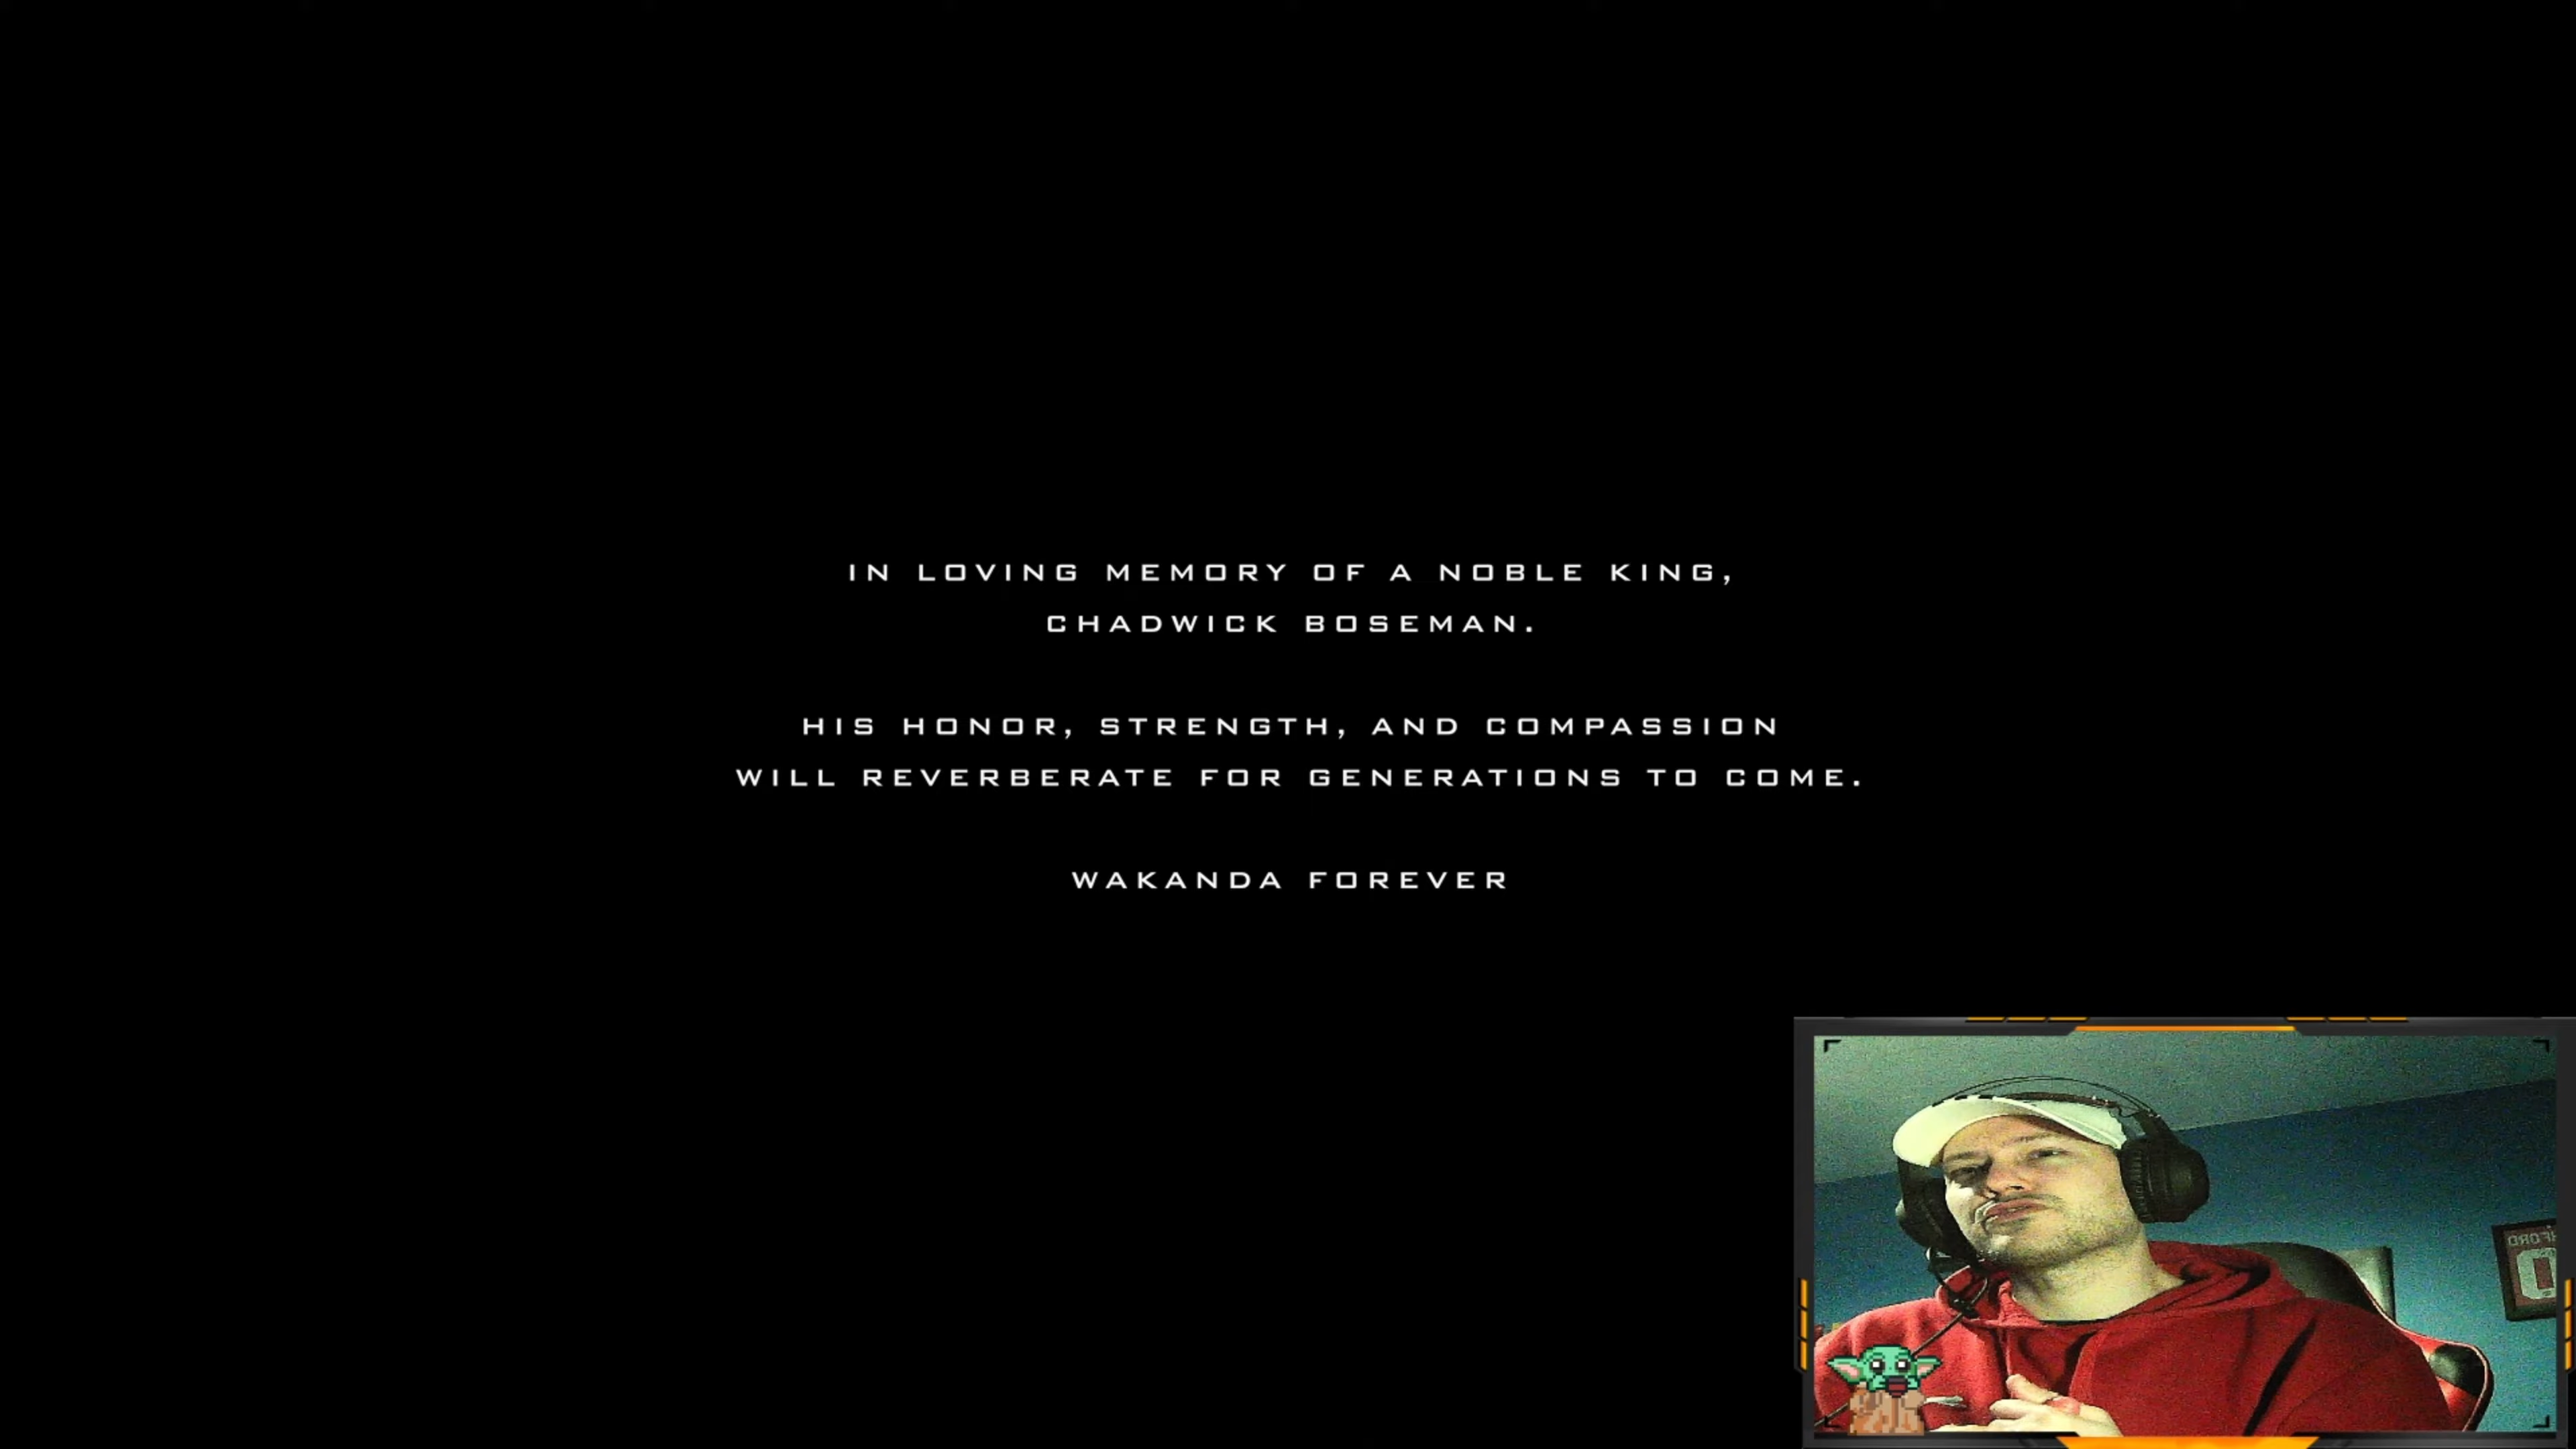 IN LOVING MEMORY OF A NOBLE KING,
CHADWICK BOSEMAN.
HIS HONOR, STRENGTH, AND COMPASSION
WILL REVERBERATE FOR GENERATIONS TO COME.
WAKANDA FOREVER